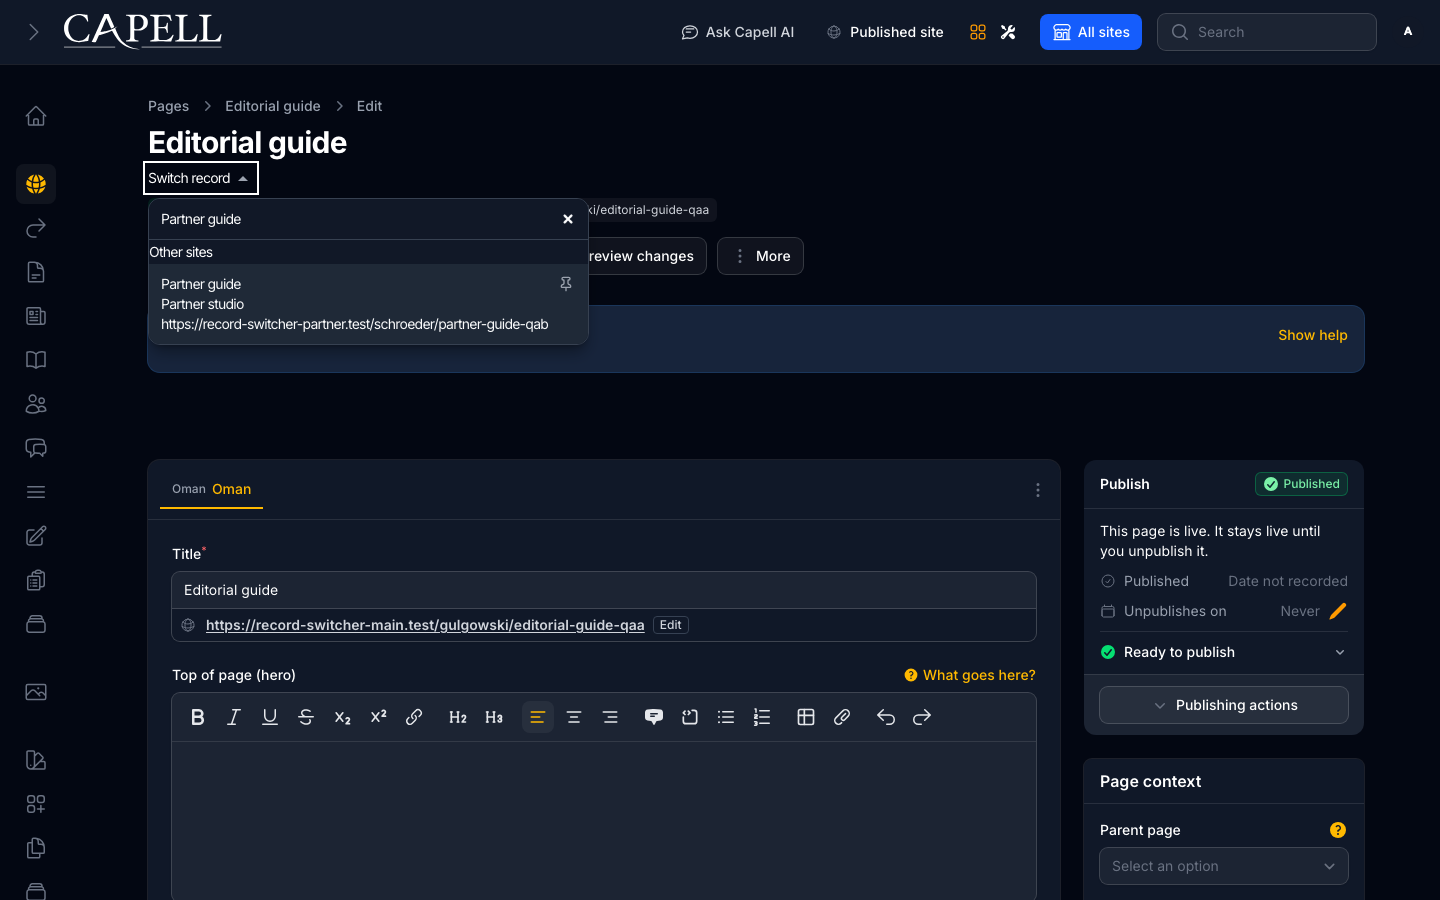 CAPELL
Ask Capell AI
Published site
All sites
Search
A
Pages
Editorial guide
Edit
Editorial guide
Switch record
Partner guide
ki/editorial-guide-qaa
Other sites
review changes
More
Partner guide
Partner studio
https://record-switcher-partner.test/schroeder/partner-guide-qab
Show help
Oman Oman
Title*
Editorial guide
https://record-switcher-main.test/gulgowski/editorial-guide-qaa Edit
Top of page (hero)
What goes here?
H2 H3
Publish
Published
This page is live. It stays live until
you unpublish it.
Published Date not recorded
Unpublishes on Never
Ready to publish
Publishing actions
Page context
Parent page
Select an option